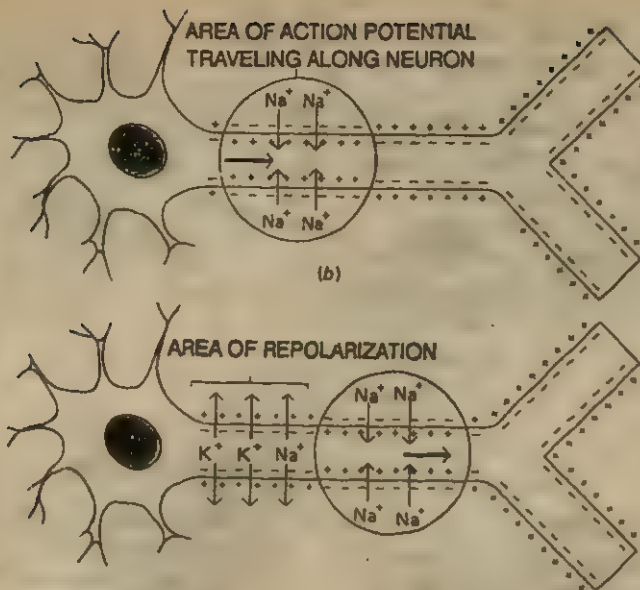 AREA OF ACTION POTENTIAL
TRAVELING ALONG NEURON
Na⁺ Na⁺
Na⁺ Na⁺
(b)
AREA OF REPOLARIZATION
Na⁺ Na⁺
K⁺ K⁺ Na⁺
Na⁺ Na⁺